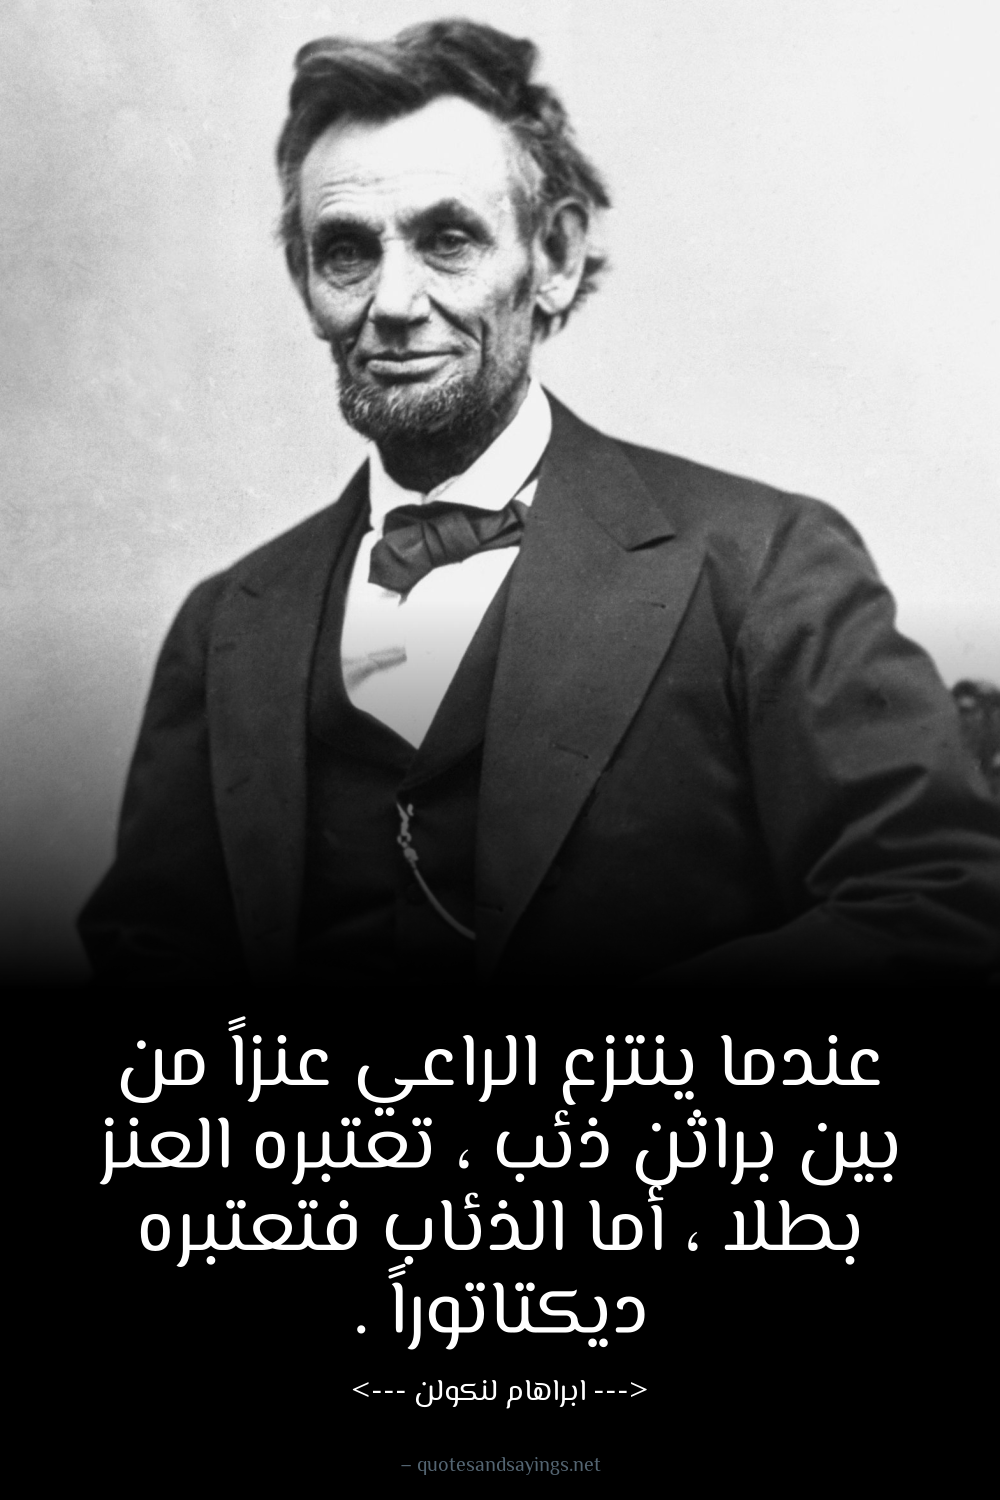 عندما ينتزع الراعي عنزاً من
بين براثن ذئب ، تعتبره العنز
بطلا ، أما الذئاب فتعتبره
ديكتاتوراً .
<--- ابراهام لنكولن --->
– quotesandsayings.net